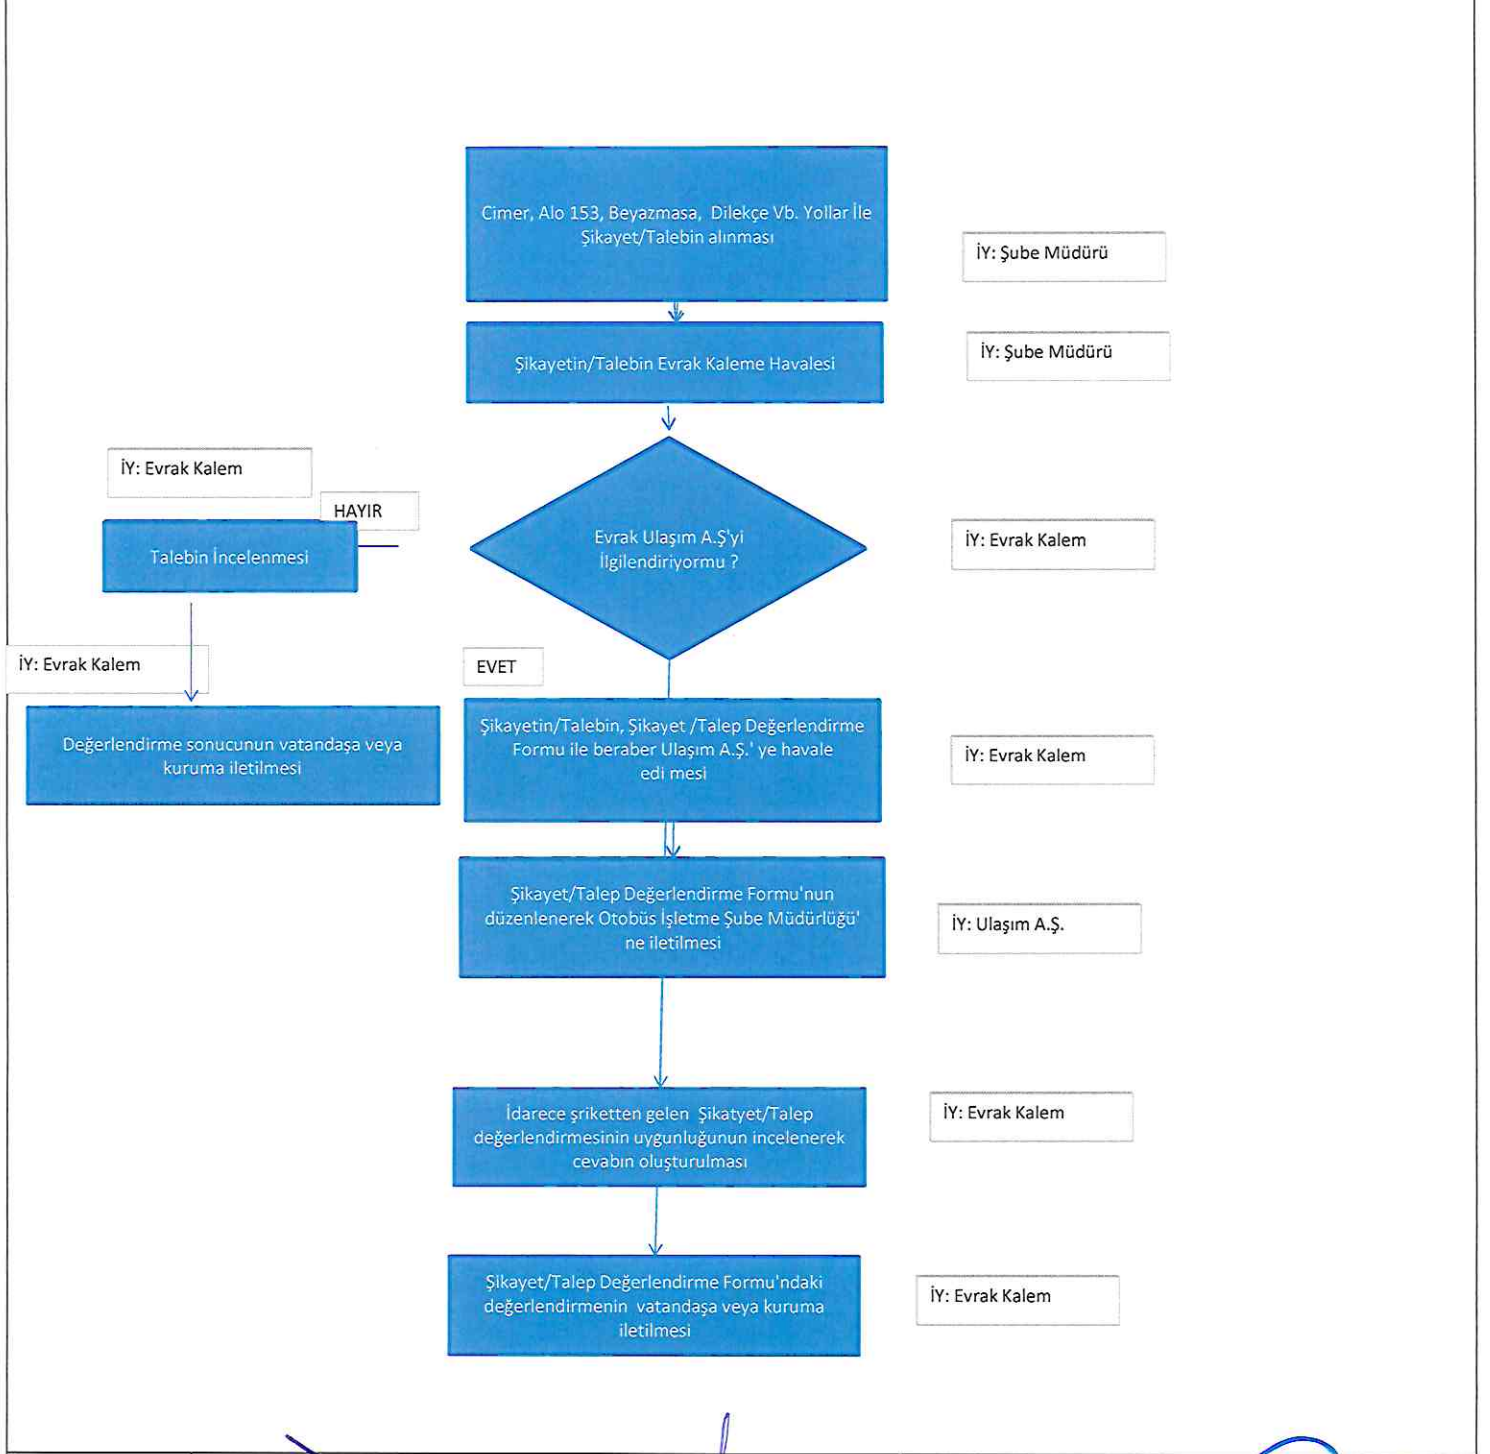 Cimer, Alo 153, Beyazmasa, Dilekçe Vb. Yollar İle
Şikayet/Talebin alınması
İY: Şube Müdürü
Şikayetin/Talebin Evrak Kaleme Havalesi
İY: Şube Müdürü
İY: Evrak Kalem
HAYIR
Talebin İncelenmesi
Evrak Ulaşım A.Ş'yi
İlgilendiriyormu ?
İY: Evrak Kalem
İY: Evrak Kalem
EVET
Değerlendirme sonucunun vatandaşa veya
kuruma iletilmesi
Şikayetin/Talebin, Şikayet /Talep Değerlendirme
Formu ile beraber Ulaşım A.Ş.' ye havale
edi mesi
İY: Evrak Kalem
Şikayet/Talep Değerlendirme Formu'nun
düzenlenerek Otobüs İşletme Şube Müdürlüğü'
ne iletilmesi
İY: Ulaşım A.Ş.
İdarece şriketten gelen Şikatyet/Talep
değerlendirmesinin uygunluğunun incelenerek
cevabın oluşturulması
İY: Evrak Kalem
Şikayet/Talep Değerlendirme Formu'ndaki
değerlendirmenin vatandaşa veya kuruma
iletilmesi
İY: Evrak Kalem